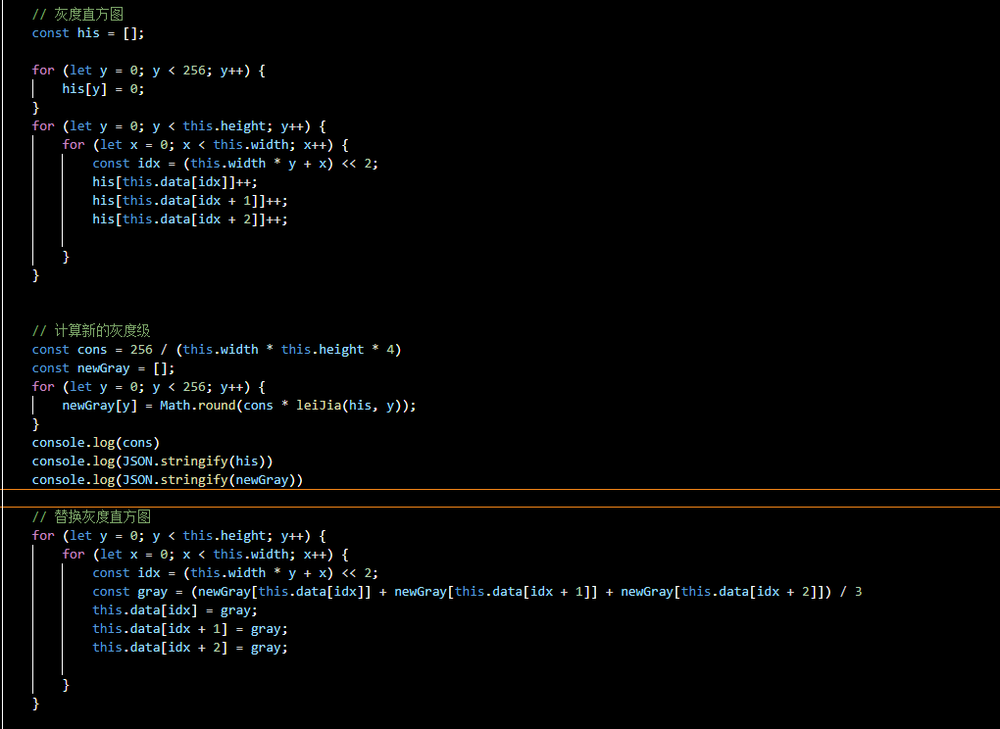 // 灰度直方图
const his = [];
for (let y = 0; y < 256; y++) {
his[y] = 0;
}
for (let y = 0; y < this.height; y++) {
for (let x = 0; x < this.width; x++) {
const idx = (this.width * y + x) << 2;
his[this.data[idx]]++;
his[this.data[idx + 1]]++;
his[this.data[idx + 2]]++;
}
}
// 计算新的灰度级
const cons = 256 / (this.width * this.height * 4)
const newGray = [];
for (let y = 0; y < 256; y++) {
newGray[y] = Math.round(cons * leiJia(his, y));
}
console.log(cons)
console.log(JSON.stringify(his))
console.log(JSON.stringify(newGray))
// 替换灰度直方图
for (let y = 0; y < this.height; y++) {
for (let x = 0; x < this.width; x++) {
const idx = (this.width * y + x) << 2;
const gray = (newGray[this.data[idx]] + newGray[this.data[idx + 1]] + newGray[this.data[idx + 2]]) / 3
this.data[idx] = gray;
this.data[idx + 1] = gray;
this.data[idx + 2] = gray;
}
}